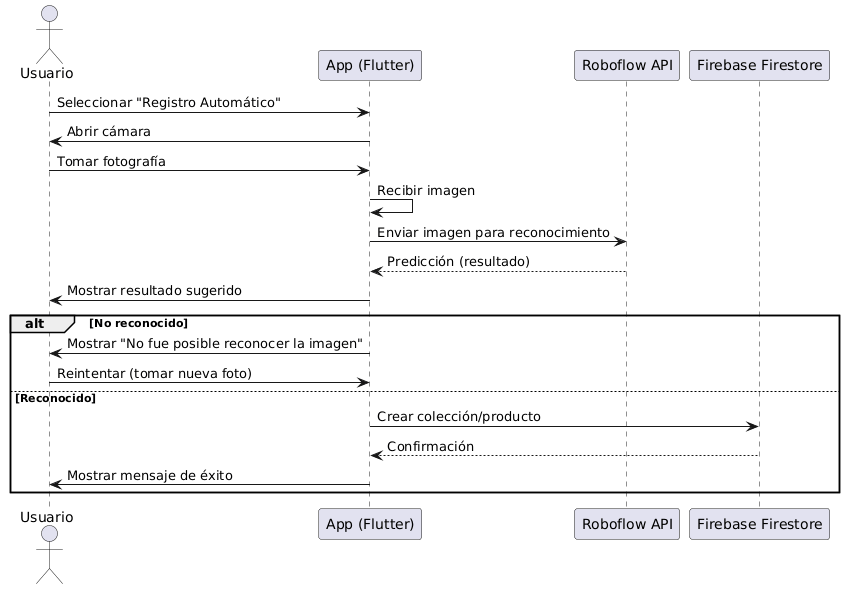 Usuario
App (Flutter)
Roboflow API
Firebase Firestore
Seleccionar "Registro Automático"
Abrir cámara
Tomar fotografía
Recibir imagen
Enviar imagen para reconocimiento
Predicción (resultado)
Mostrar resultado sugerido
alt
[No reconocido]
Mostrar "No fue posible reconocer la imagen"
Reintentar (tomar nueva foto)
[Reconocido]
Crear colección/producto
Confirmación
Mostrar mensaje de éxito
Usuario
App (Flutter)
Roboflow API
Firebase Firestore